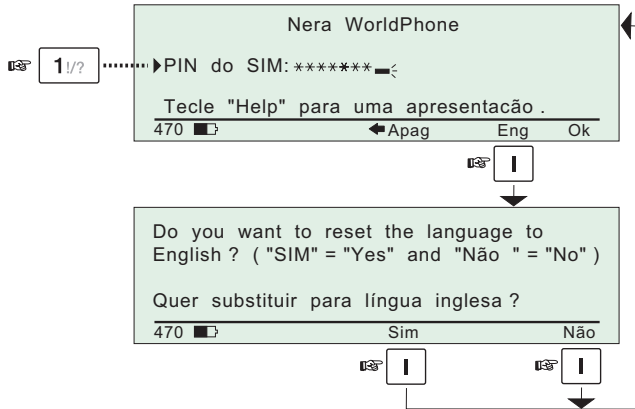 Nera WorldPhone
1!/?
PIN do SIM: *******
Tecle "Help" para uma apresentacão .
470 Apag Eng Ok
I
Do you want to reset the language to
English ? ( "SIM" = "Yes" and "Não " = "No" )
Quer substituir para língua inglesa ?
470 Sim Não
I I